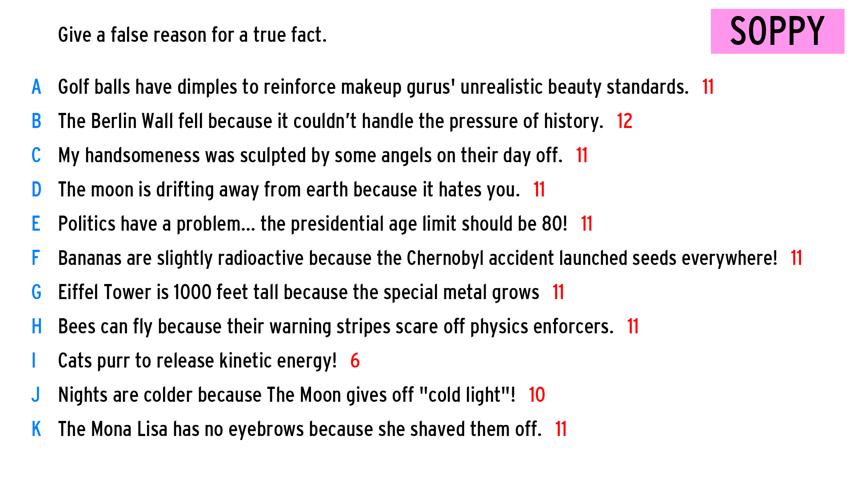 Give a false reason for a true fact.
SOPPY
A Golf balls have dimples to reinforce makeup gurus' unrealistic beauty standards. 11
B The Berlin Wall fell because it couldn’t handle the pressure of history. 12
C My handsomeness was sculpted by some angels on their day off. 11
D The moon is drifting away from earth because it hates you. 11
E Politics have a problem... the presidential age limit should be 80! 11
F Bananas are slightly radioactive because the Chernobyl accident launched seeds everywhere! 11
G Eiffel Tower is 1000 feet tall because the special metal grows 11
H Bees can fly because their warning stripes scare off physics enforcers. 11
I Cats purr to release kinetic energy! 6
J Nights are colder because The Moon gives off "cold light"! 10
K The Mona Lisa has no eyebrows because she shaved them off. 11